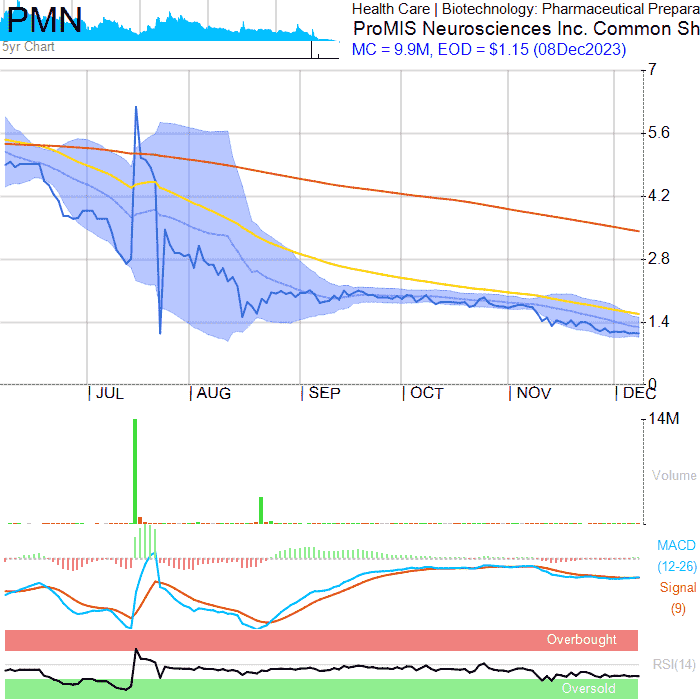 PMN
5yr Chart
Health Care | Biotechnology: Pharmaceutical Prepara
ProMIS Neurosciences Inc. Common Sh
MC = 9.9M, EOD = $1.15 (08Dec2023)
7
5.6
4.2
2.8
1.4
0
JUL AUG SEP OCT NOV DEC
14M
Volume
MACD
(12-26)
Signal
(9)
Overbought
RSI(14)
Oversold